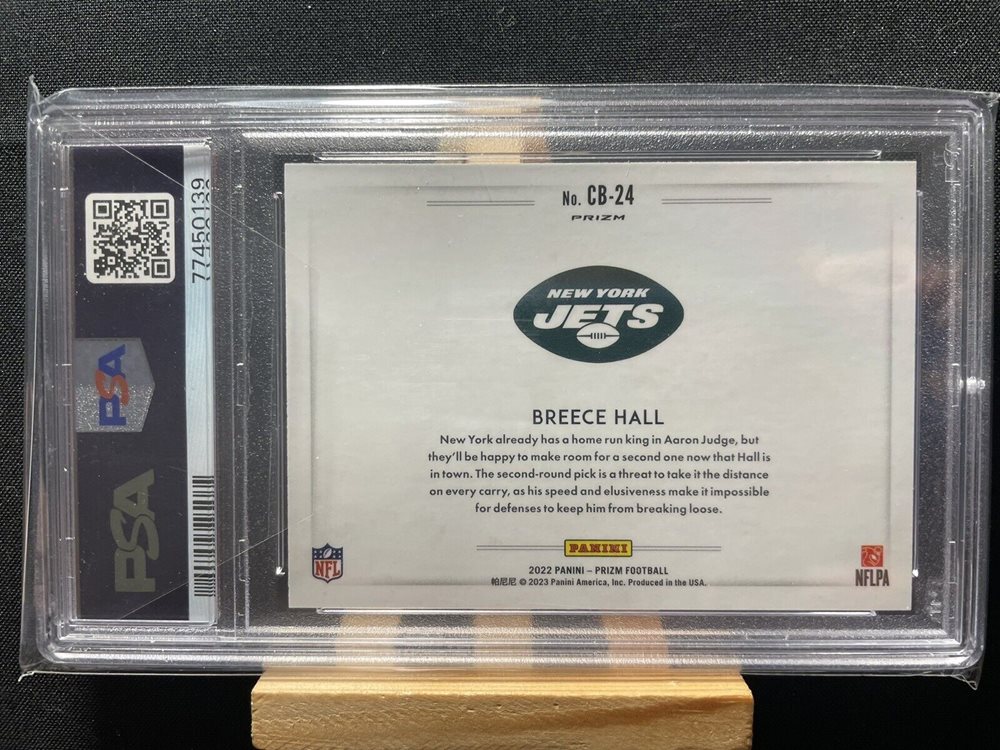 77450139
PSA
PSA
No. CB-24
PRIZM
NEW YORK
JETS
BREECE HALL
New York already has a home run king in Aaron Judge, but
they'll be happy to make room for a second one now that Hall is
in town. The second-round pick is a threat to take it the distance
on every carry, as his speed and elusiveness make it impossible
for defenses to keep him from breaking loose.
PANINI
2022 PANINI – PRIZM FOOTBALL
帕尼尼 © 2023 Panini America, Inc. Produced in the USA.
NFL
NFLPA